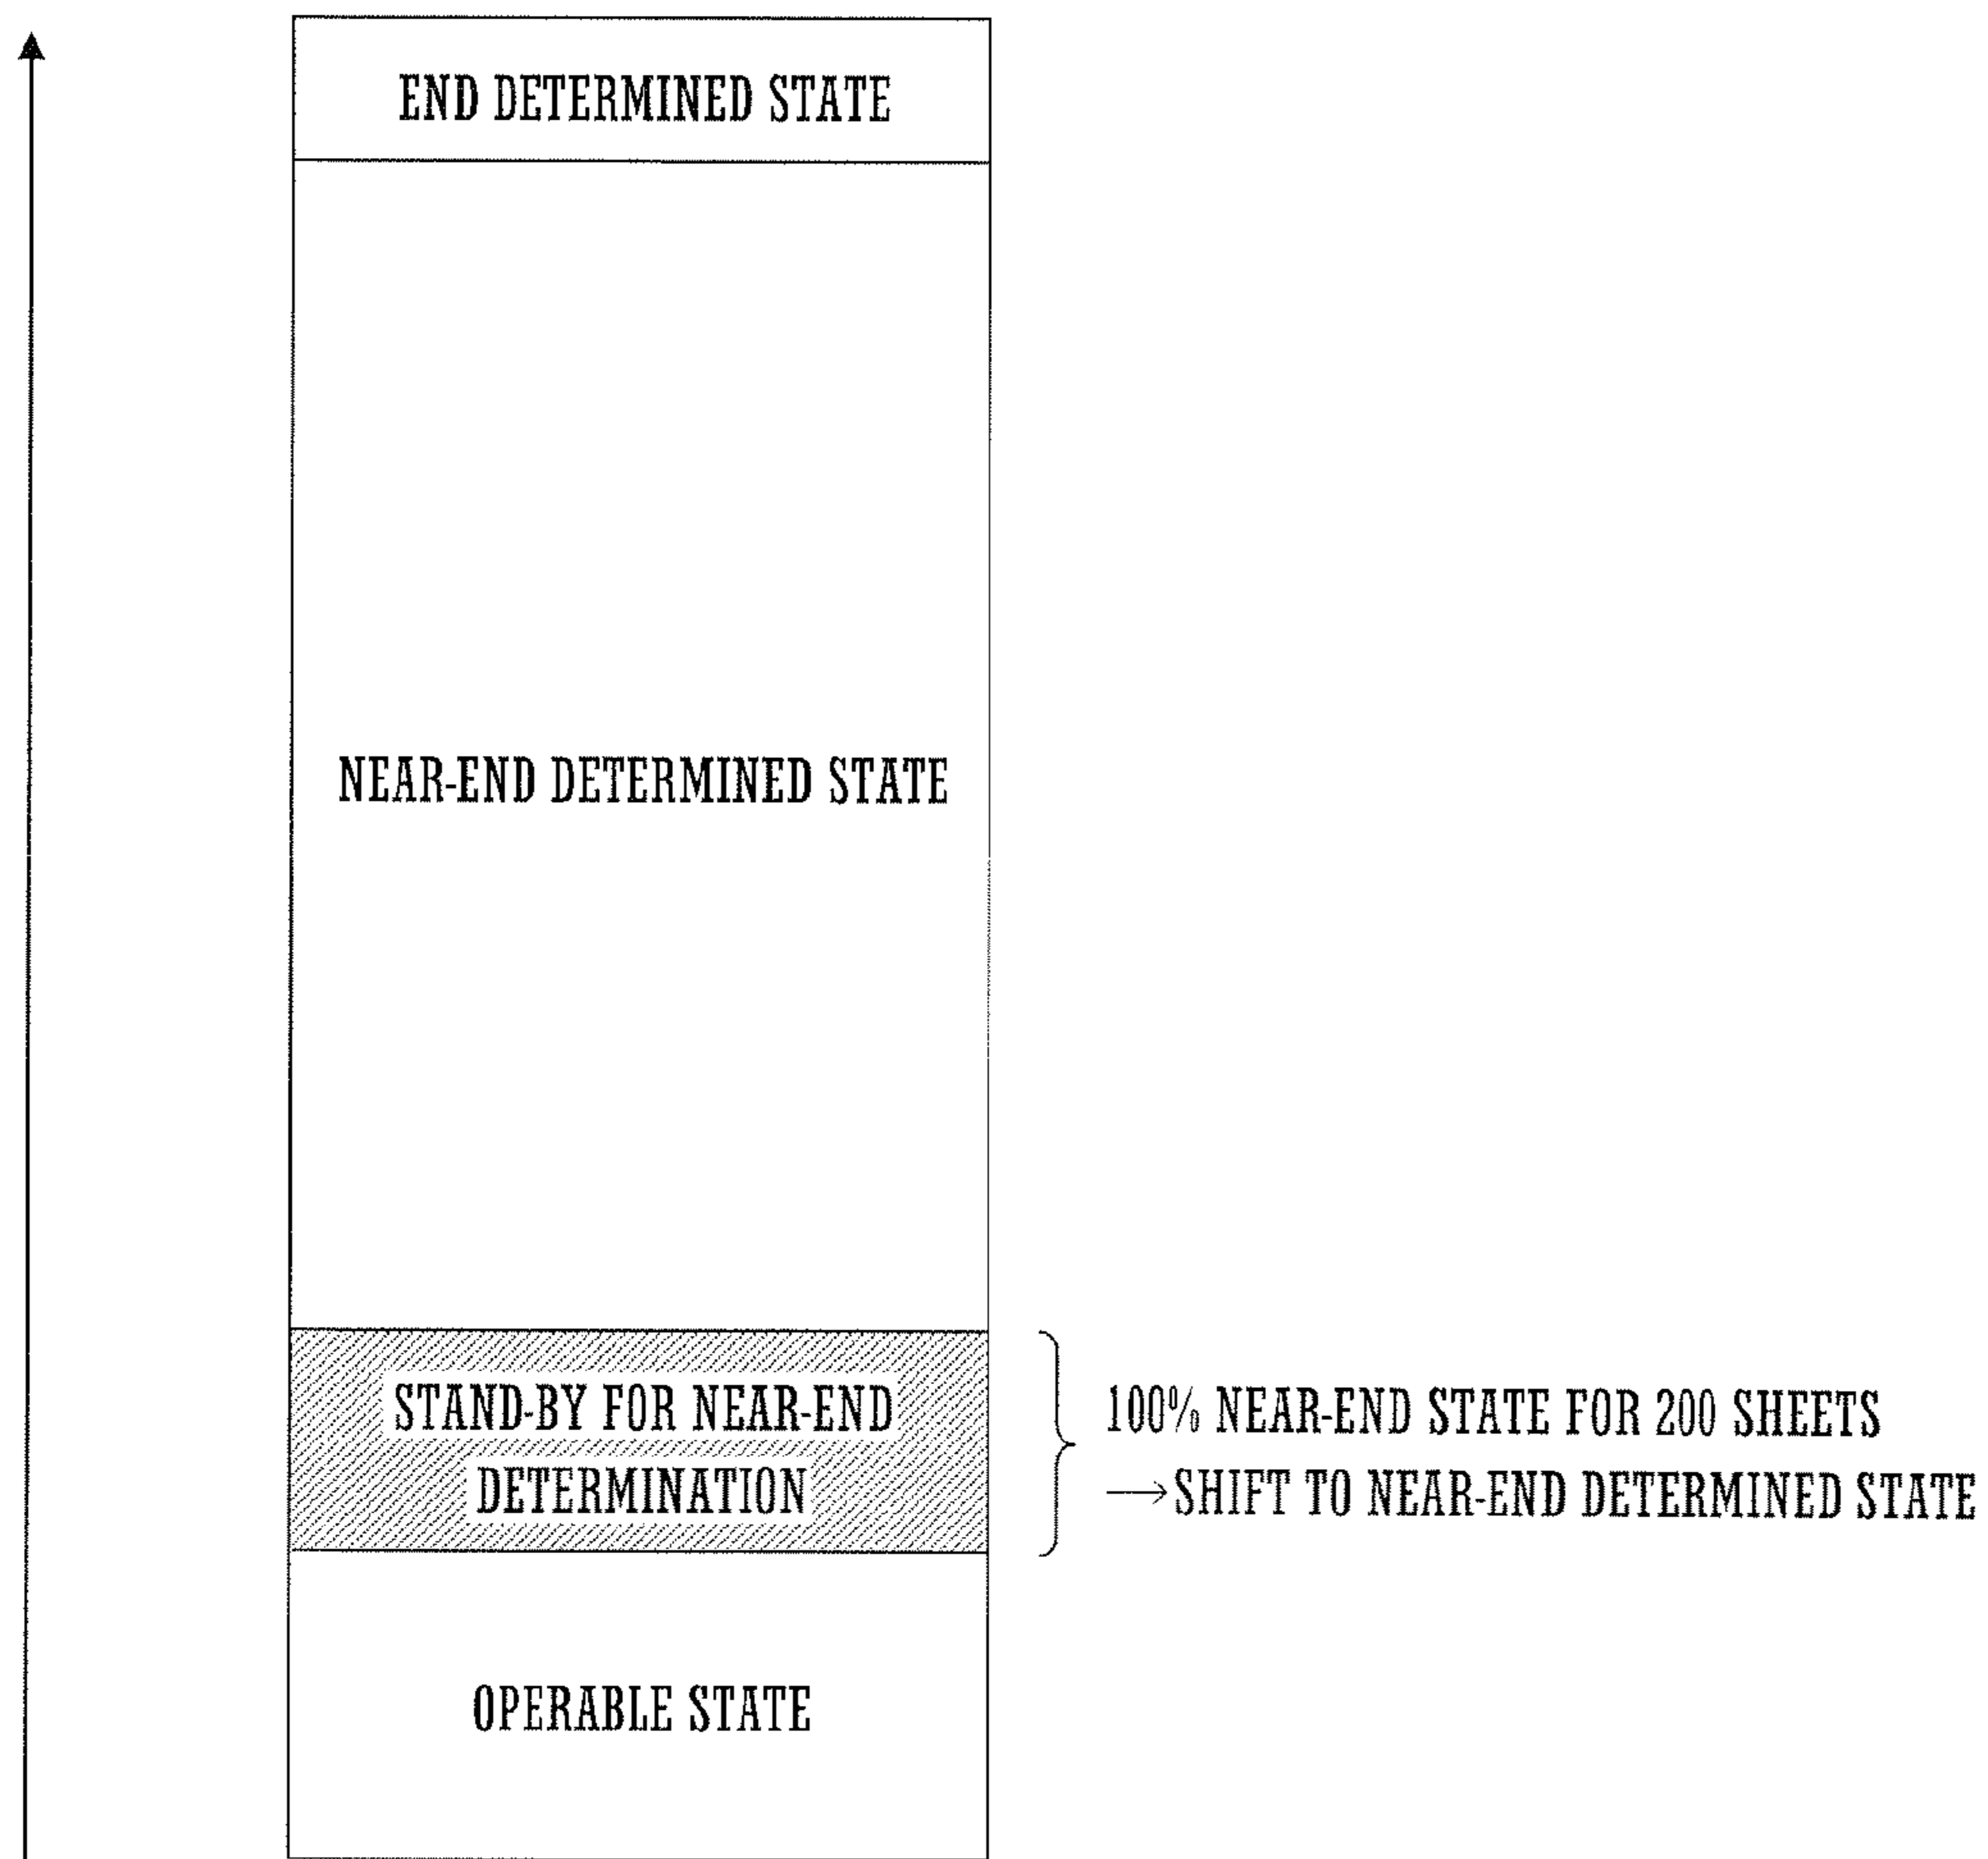 END DETERMINED STATE
NEAR-END DETERMINED STATE
STAND-BY FOR NEAR-END
DETERMINATION
100% NEAR-END STATE FOR 200 SHEETS
→SHIFT TO NEAR-END DETERMINED STATE
OPERABLE STATE